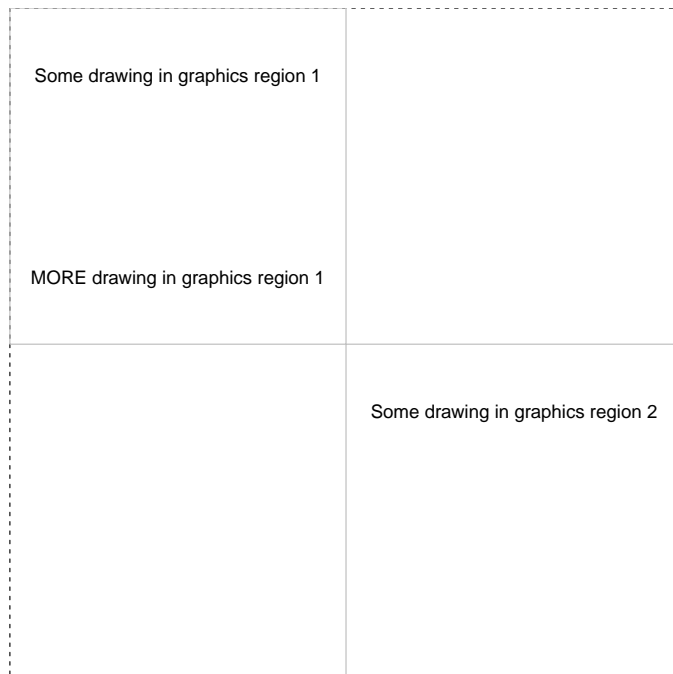 Some drawing in graphics region 1
MORE drawing in graphics region 1
Some drawing in graphics region 2